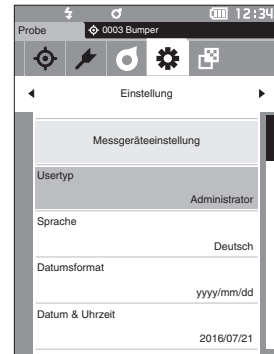 12:34
Probe
0003 Bumper
Einstellung
Messgeräteeinstellung
Usertyp
Administrator
Sprache
Deutsch
Datumsformat
yyyy/mm/dd
Datum & Uhrzeit
2016/07/21